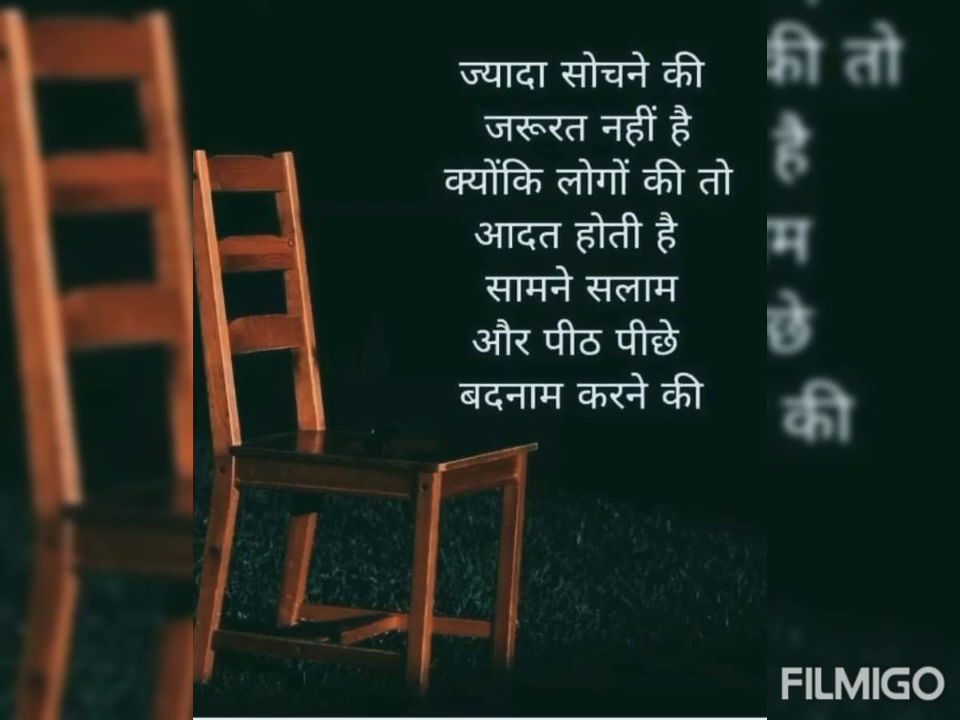 ज्यादा सोचने की
जरूरत नहीं है
क्योंकि लोगों की तो
आदत होती है
सामने सलाम
और पीठ पीछे
बदनाम करने की
की तो
है
म
छे
की
FILMIGO